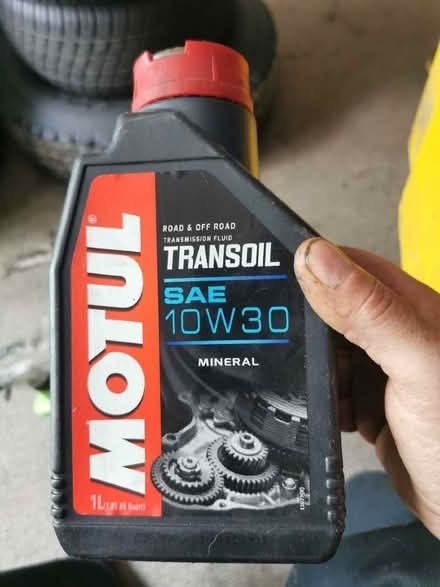 MOTUL®
ROAD & OFF ROAD
TRANSMISSION FLUID
TRANSOIL
SAE
10W30
MINERAL
1L